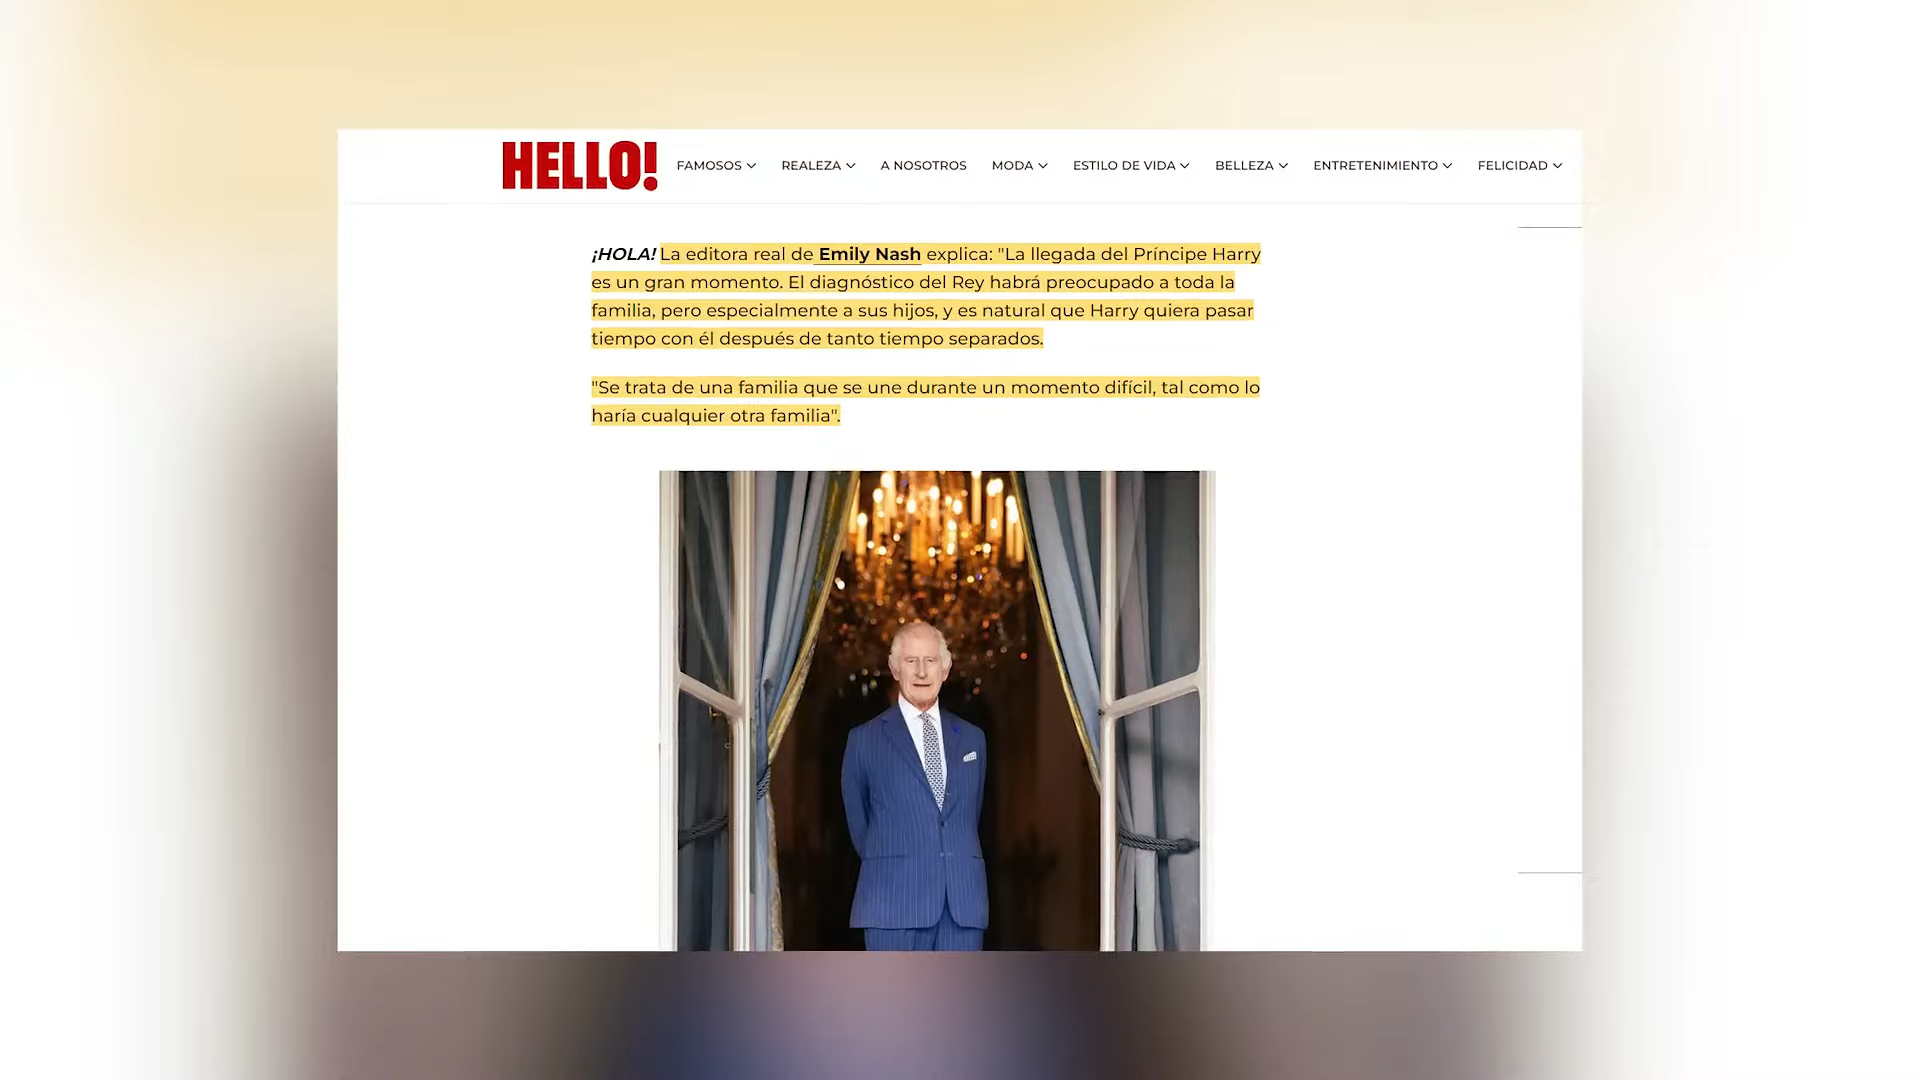 HELLO!
FAMOSOS
REALEZA
A NOSOTROS
MODA
ESTILO DE VIDA
BELLEZA
ENTRETENIMIENTO
FELICIDAD
¡HOLA! La editora real de Emily Nash explica: "La llegada del Príncipe Harry
es un gran momento. El diagnóstico del Rey habrá preocupado a toda la
familia, pero especialmente a sus hijos, y es natural que Harry quiera pasar
tiempo con él después de tanto tiempo separados.
"Se trata de una familia que se une durante un momento difícil, tal como lo
haría cualquier otra familia".